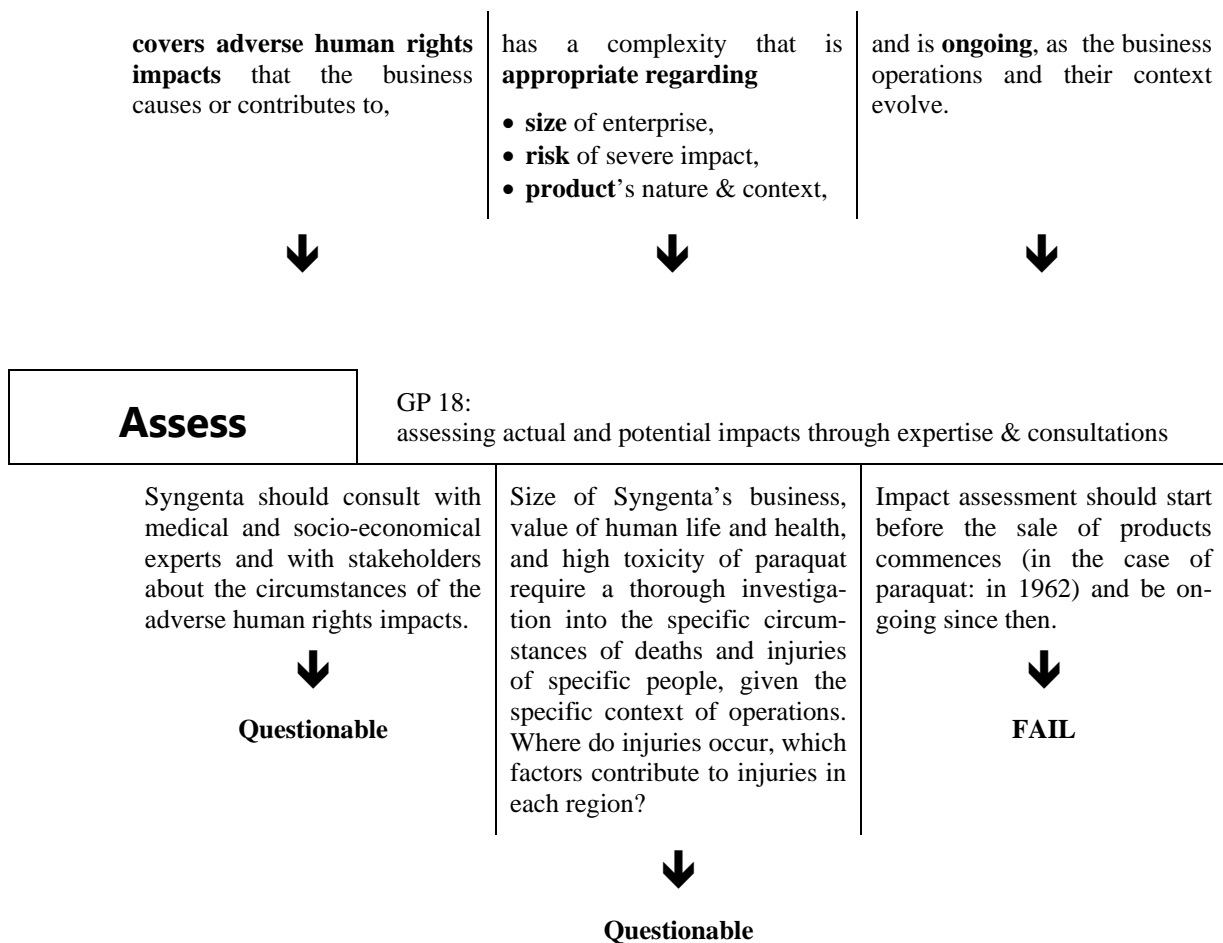 covers adverse human rights
impacts that the business
causes or contributes to,
has a complexity that is
appropriate regarding
• size of enterprise,
• risk of severe impact,
• product's nature & context,
and is ongoing, as the business
operations and their context
evolve.
Assess
GP 18:
assessing actual and potential impacts through expertise & consultations
Syngenta should consult with
medical and socio-economical
experts and with stakeholders
about the circumstances of the
adverse human rights impacts.
Questionable
Size of Syngenta's business,
value of human life and health,
and high toxicity of paraquat
require a thorough investiga-
tion into the specific circum-
stances of deaths and injuries
of specific people, given the
specific context of operations.
Where do injuries occur, which
factors contribute to injuries in
each region?
Questionable
Impact assessment should start
before the sale of products
commences (in the case of
paraquat: in 1962) and be on-
going since then.
FAIL